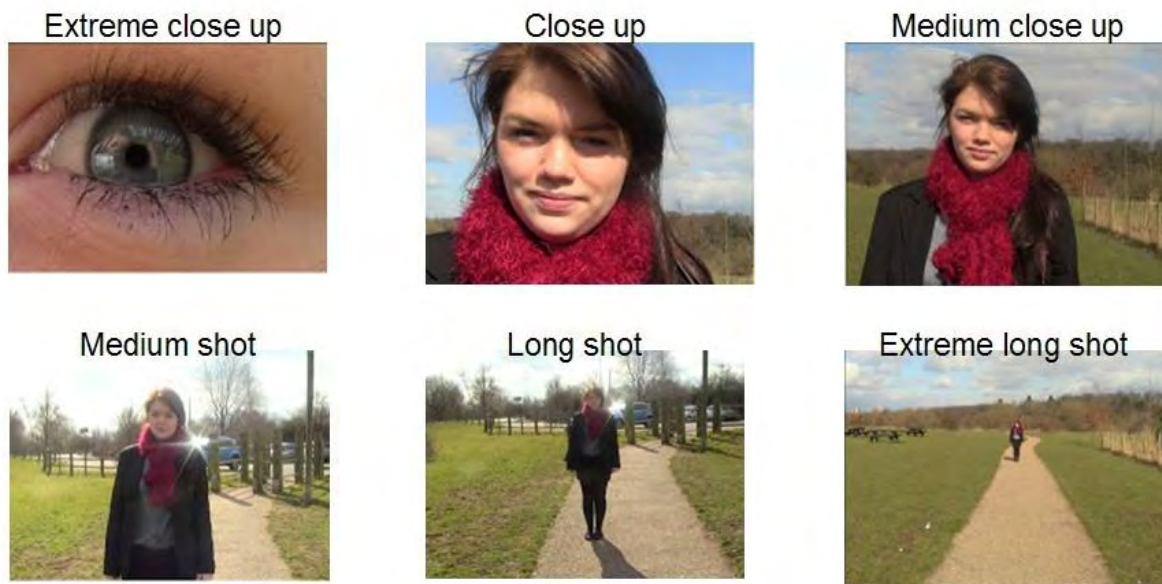 Extreme close up
Close up
Medium close up
Medium shot
Long shot
Extreme long shot